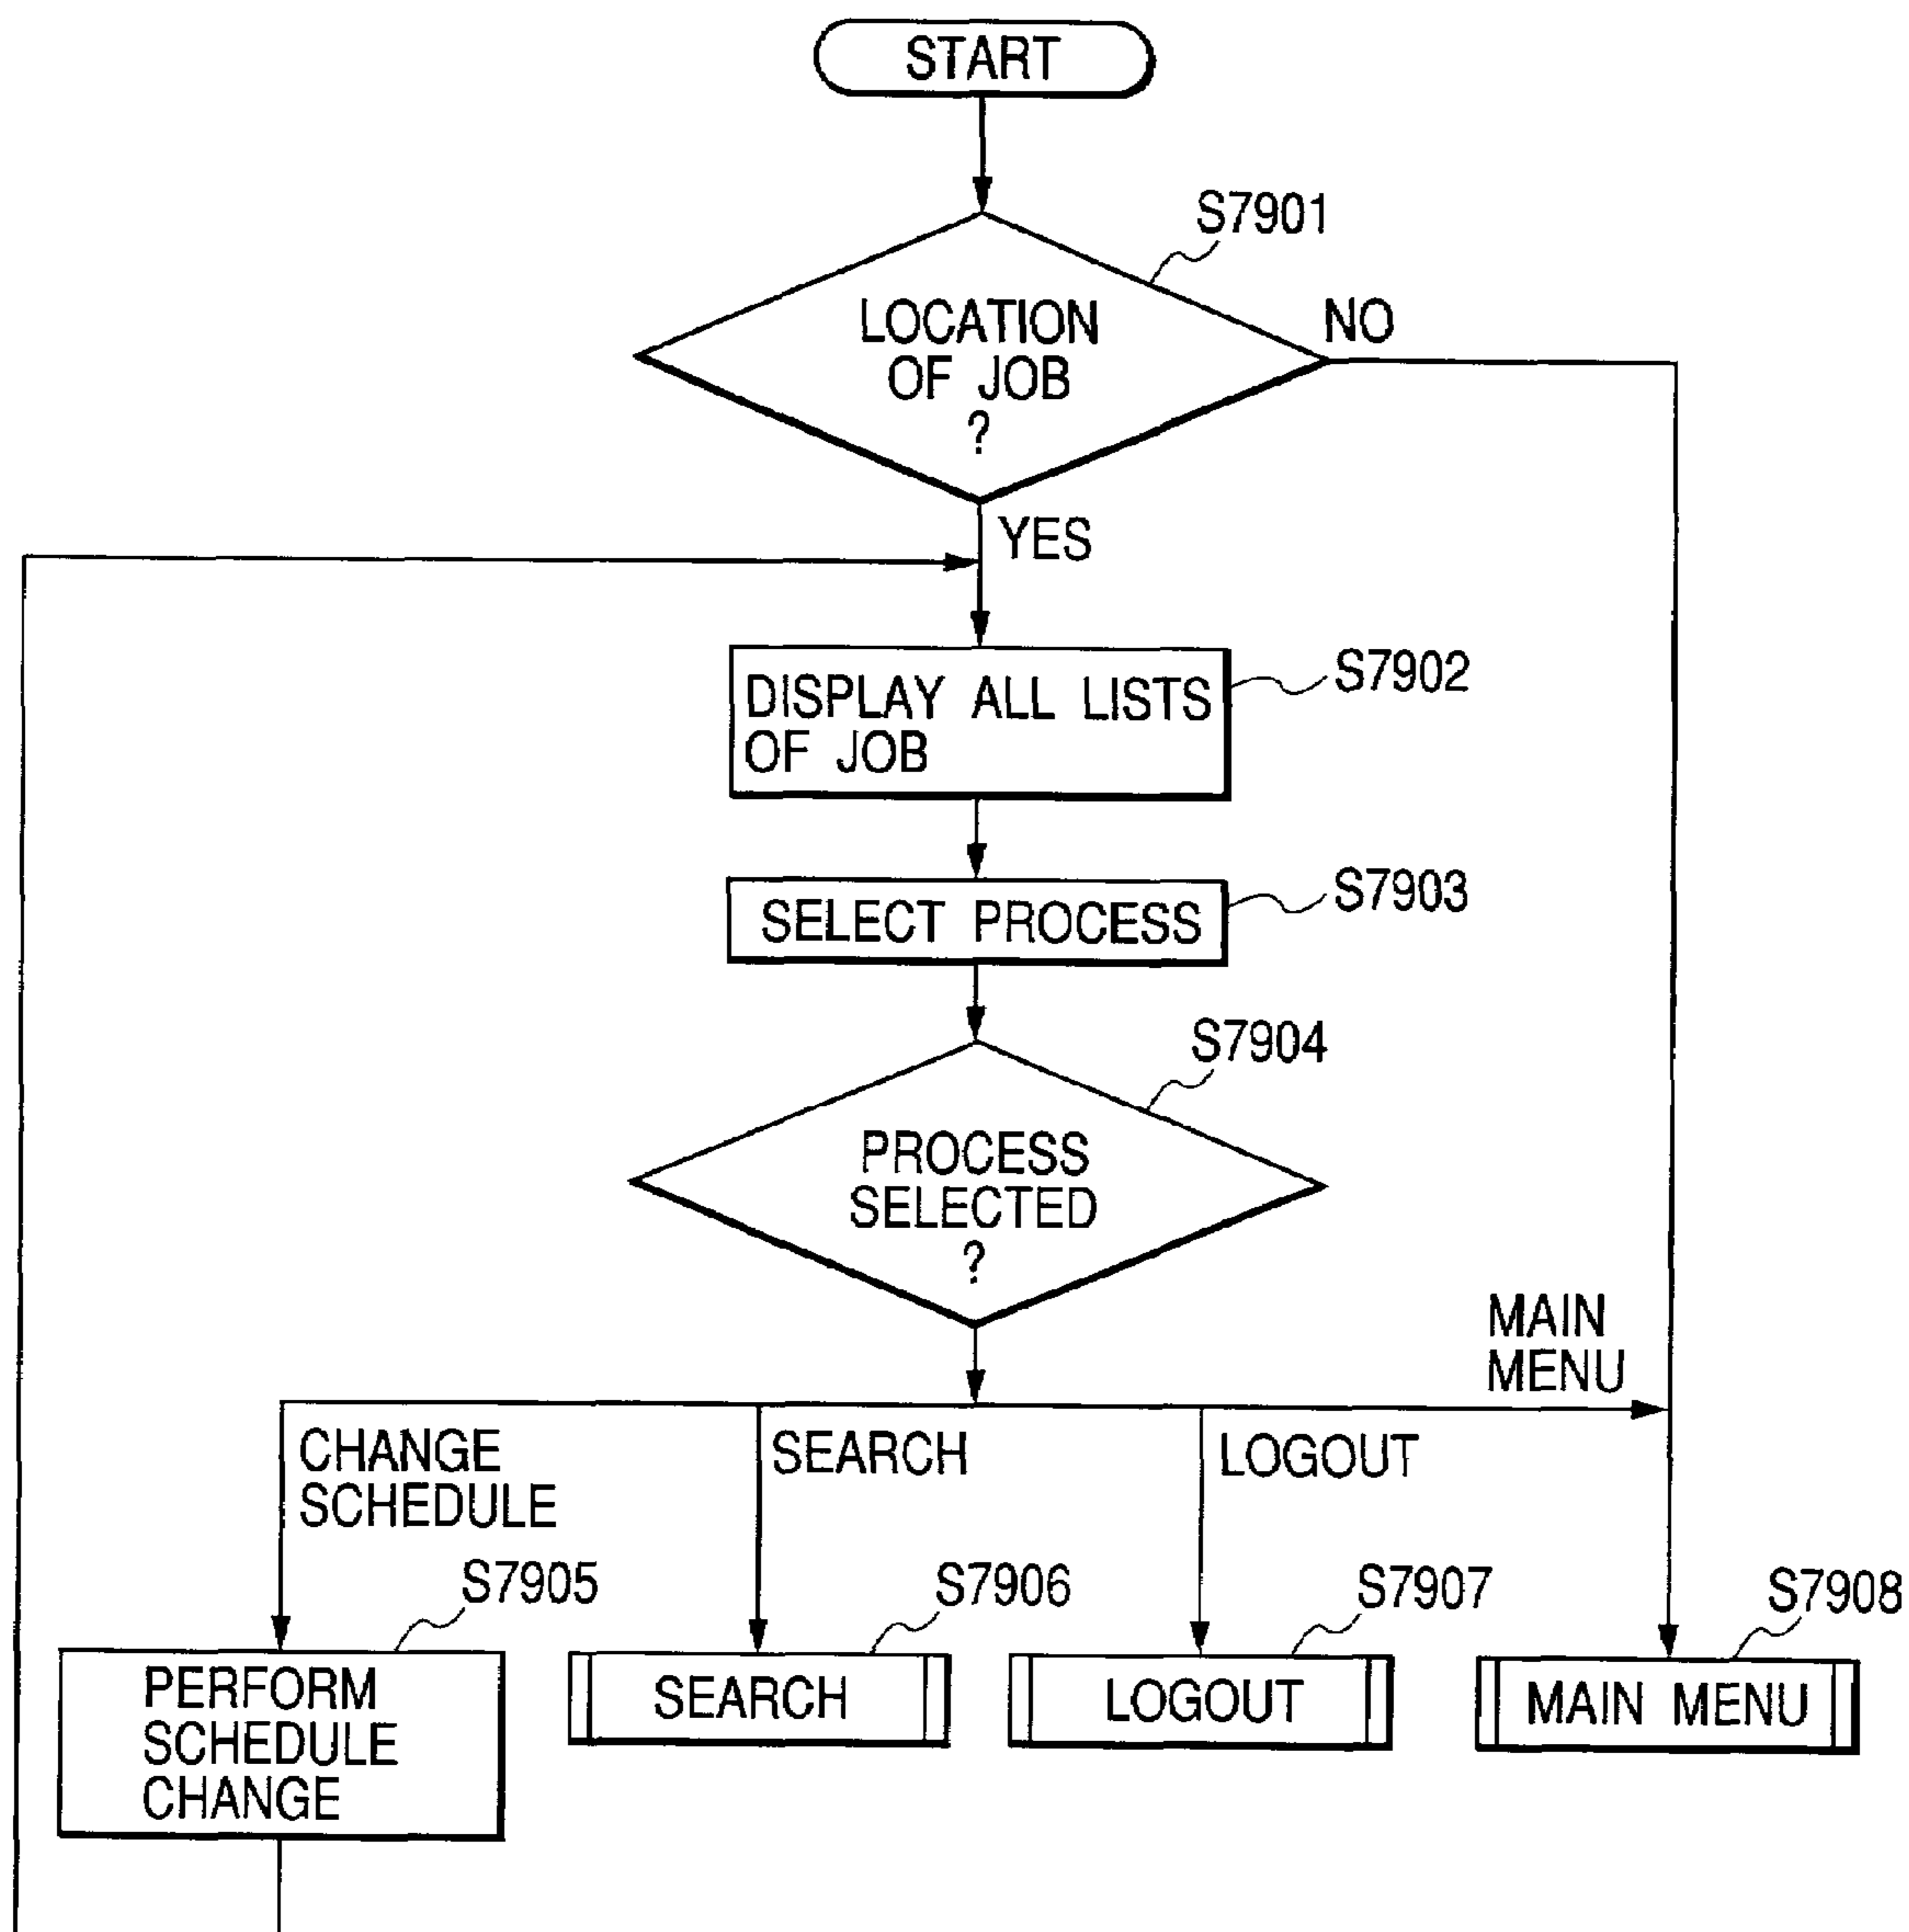 START
S7901
LOCATION
OF JOB
?
NO
YES
S7902
DISPLAY ALL LISTS
OF JOB
S7903
SELECT PROCESS
S7904
PROCESS
SELECTED
?
MAIN
MENU
CHANGE
SCHEDULE
SEARCH
LOGOUT
S7905
S7906
S7907
S7908
PERFORM
SCHEDULE
CHANGE
SEARCH
LOGOUT
MAIN MENU